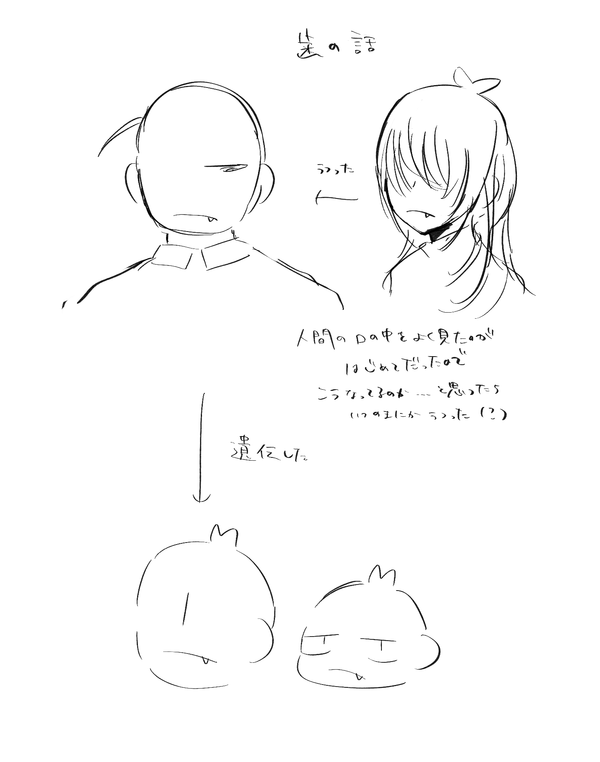 歯の話
うつった
人間の口の中をよく見たのが
はじめてだったので
こうなってるのか…と思ったら
いつのまにかうつった(?)
遺伝した